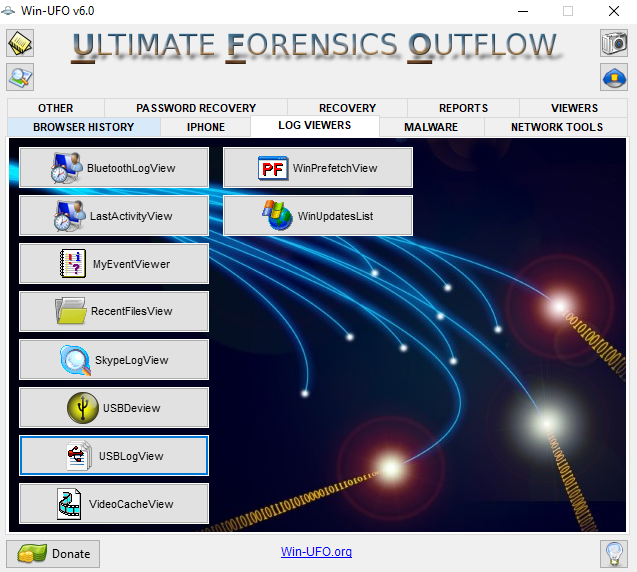 Win-UFO v6.0
ULTIMATE FORENSICS OUTFLOW
OTHER PASSWORD RECOVERY RECOVERY REPORTS VIEWERS
BROWSER HISTORY IPHONE LOG VIEWERS MALWARE NETWORK TOOLS
BluetoothLogView PF WinPrefetchView
LastActivityView WinUpdatesList
MyEventViewer
RecentFilesView
SkypeLogView
USBDeview
USBLogView
VideoCacheView
Donate Win-UFO.org